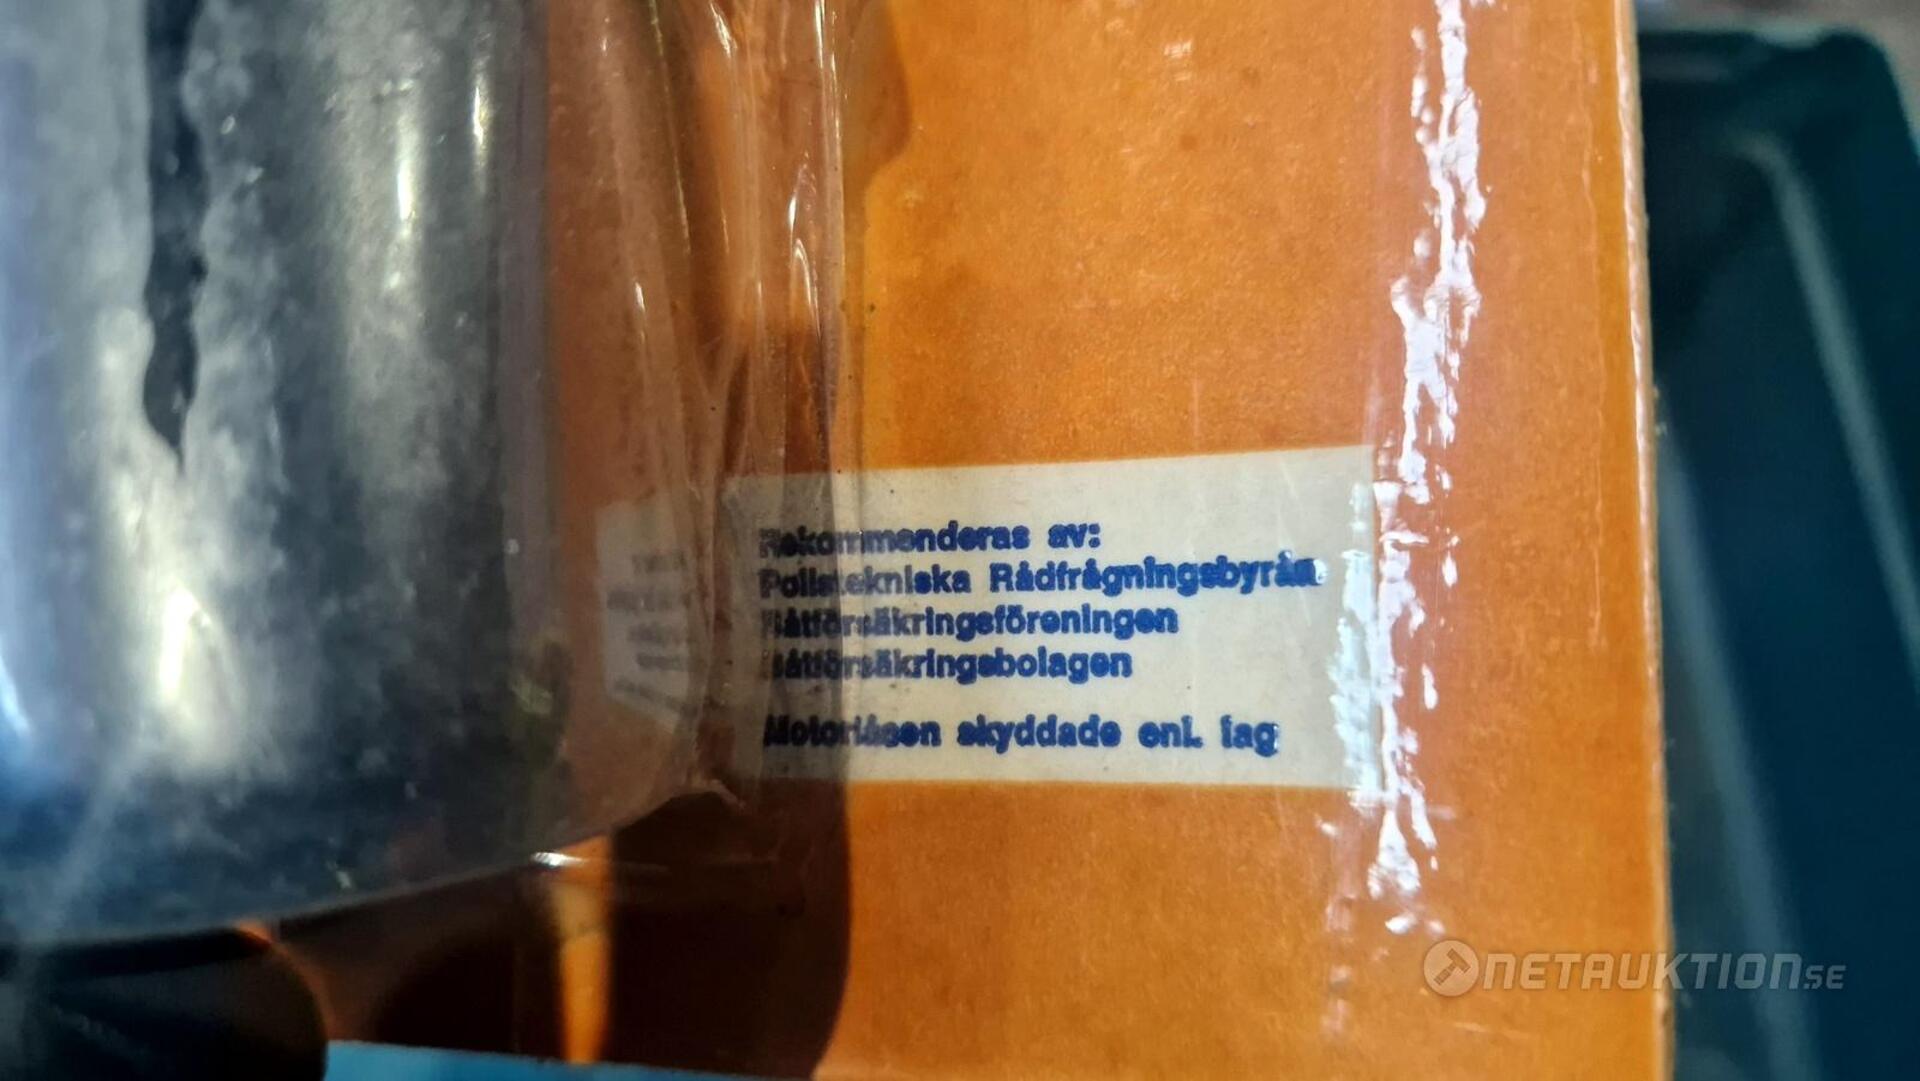 Rekommenderas av:
Polistekniska Rådfrågningsbyrån
Båtförsäkringsföreningen
Båtförsäkringsbolagen
Motorlåsen skyddade enl. lag
NETAUKTION.SE